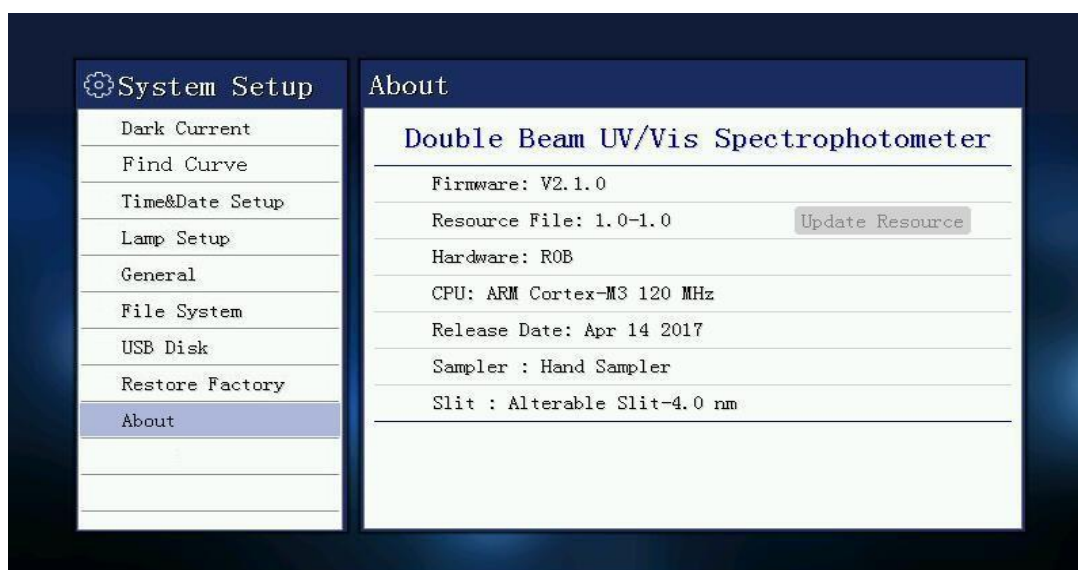 System Setup
Dark Current
Find Curve
Time&Date Setup
Lamp Setup
General
File System
USB Disk
Restore Factory
About
About
Double Beam UV/Vis Spectrophotometer
Firmware: V2.1.0
Resource File: 1.0-1.0 Update Resource
Hardware: R0B
CPU: ARM Cortex-M3 120 MHz
Release Date: Apr 14 2017
Sampler : Hand Sampler
Slit : Alterable Slit-4.0 nm